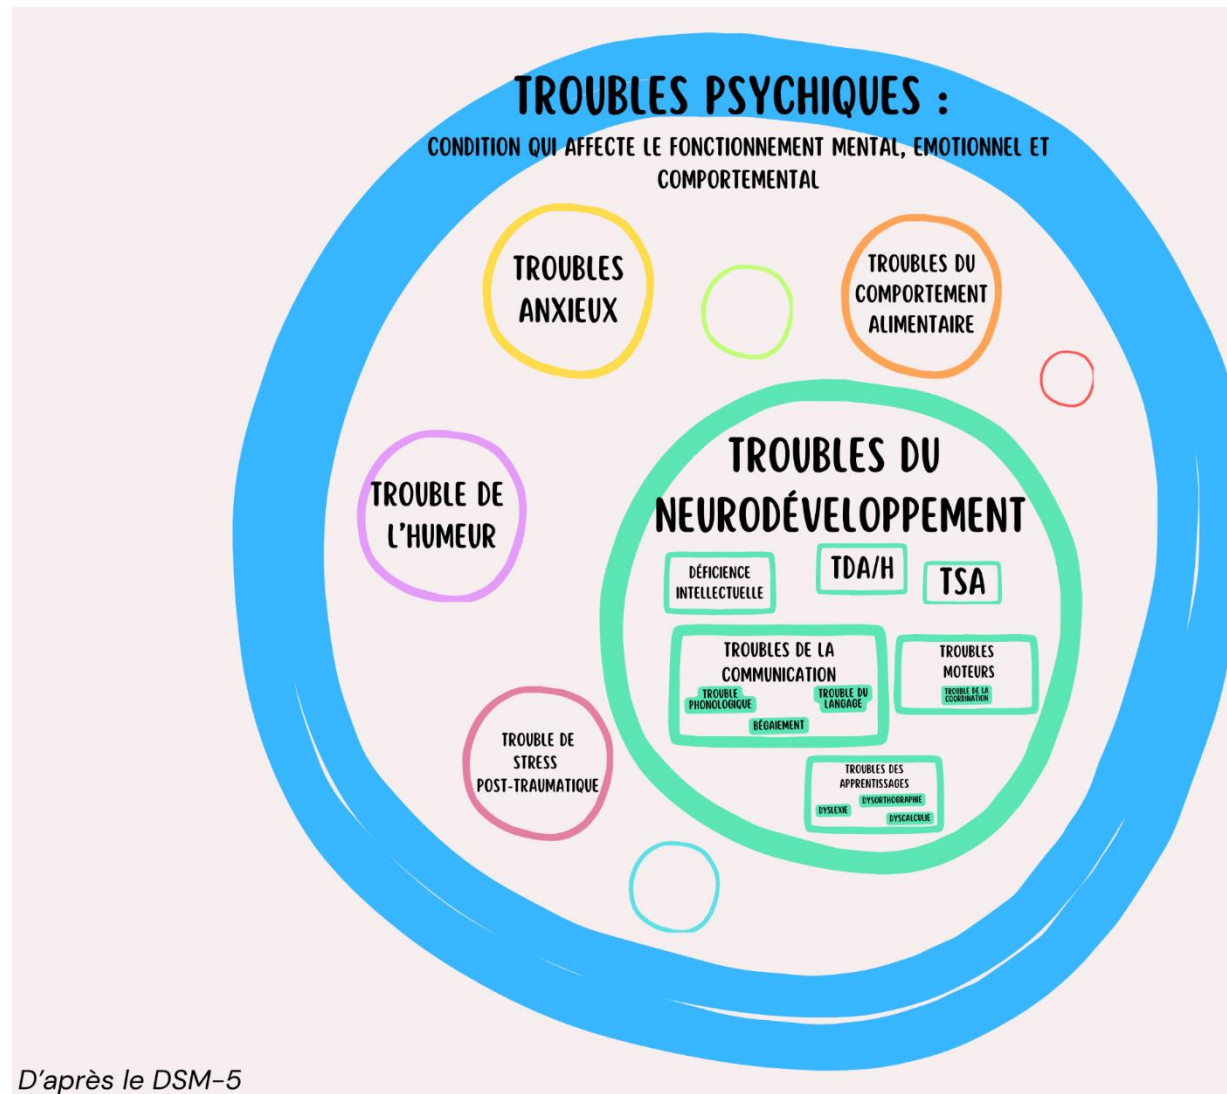 TROUBLES PSYCHIQUES :
CONDITION QUI AFFECTE LE FONCTIONNEMENT MENTAL, EMOTIONNEL ET
COMPORTEMENTAL
TROUBLES
ANXIEUX
TROUBLES DU
COMPORTEMENT
ALIMENTAIRE
TROUBLE DE
L'HUMEUR
TROUBLES DU
NEURODÉVELOPPEMENT
DÉFICIENCE
INTELLECTUELLE
TDA/H
TSA
TROUBLES DE LA
COMMUNICATION
TROUBLE
PHONOLOGIQUE
TROUBLE DU
LANGAGE
BÉGAIEMENT
TROUBLES
MOTEURS
TROUBLE DE LA
COORDINATION
TROUBLE DE
STRESS
POST-TRAUMATIQUE
TROUBLES DES
APPRENTISSAGES
DYSORTHOGRAPHIE
DYSLEXIE
DYSCALCULIE
D'après le DSM-5